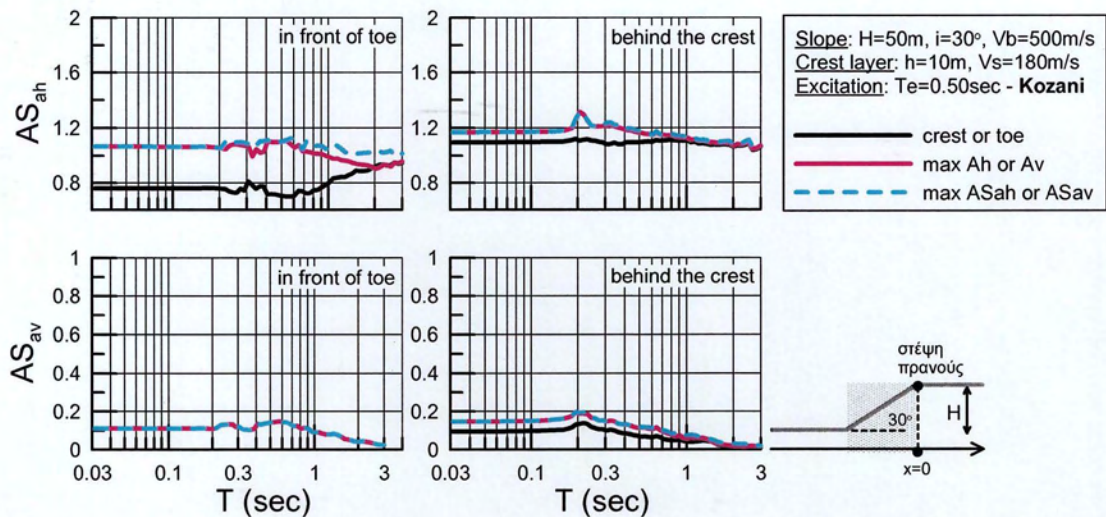 2
1.6
1.2
0.8
AS_ah
in front of toe
behind the crest
Slope: H=50m, i=30°, Vb=500m/s
Crest layer: h=10m, Vs=180m/s
Excitation: Te=0.50sec - Kozani
crest or toe
max Ah or Av
max ASah or ASav
1
0.8
0.6
0.4
0.2
0
AS_av
in front of toe
behind the crest
0.03
0.1
0.3
1
0.03
0.1
0.3
1
3
T (sec)
T (sec)
στέψη
πρανούς
30°
H
x=0